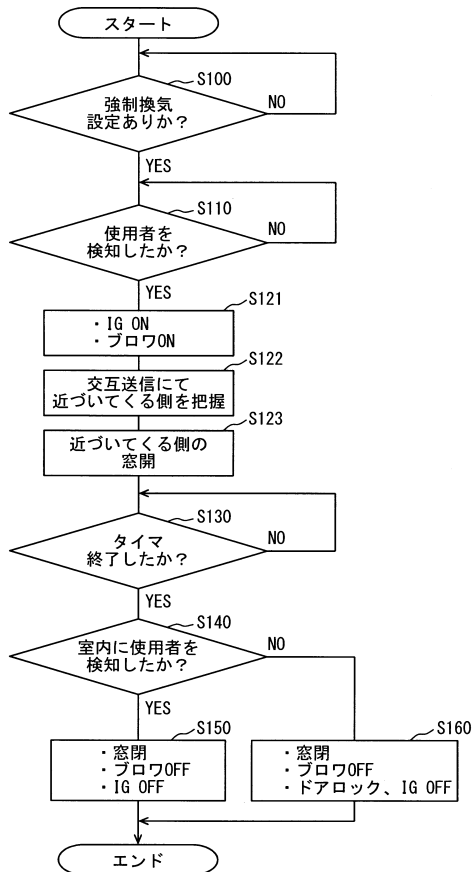 スタート
S100
強制換気
設定ありか?
NO
YES
S110
使用者を
検知したか?
NO
YES
S121
・IG ON
・ブロワON
S122
交互送信にて
近づいてくる側を把握
S123
近づいてくる側の
窓開
S130
タイマ
終了したか?
NO
YES
S140
室内に使用者を
検知したか?
NO
YES
S150
・窓閉
・ブロワOFF
・IG OFF
S160
・窓閉
・ブロワOFF
・ドアロック、IG OFF
エンド